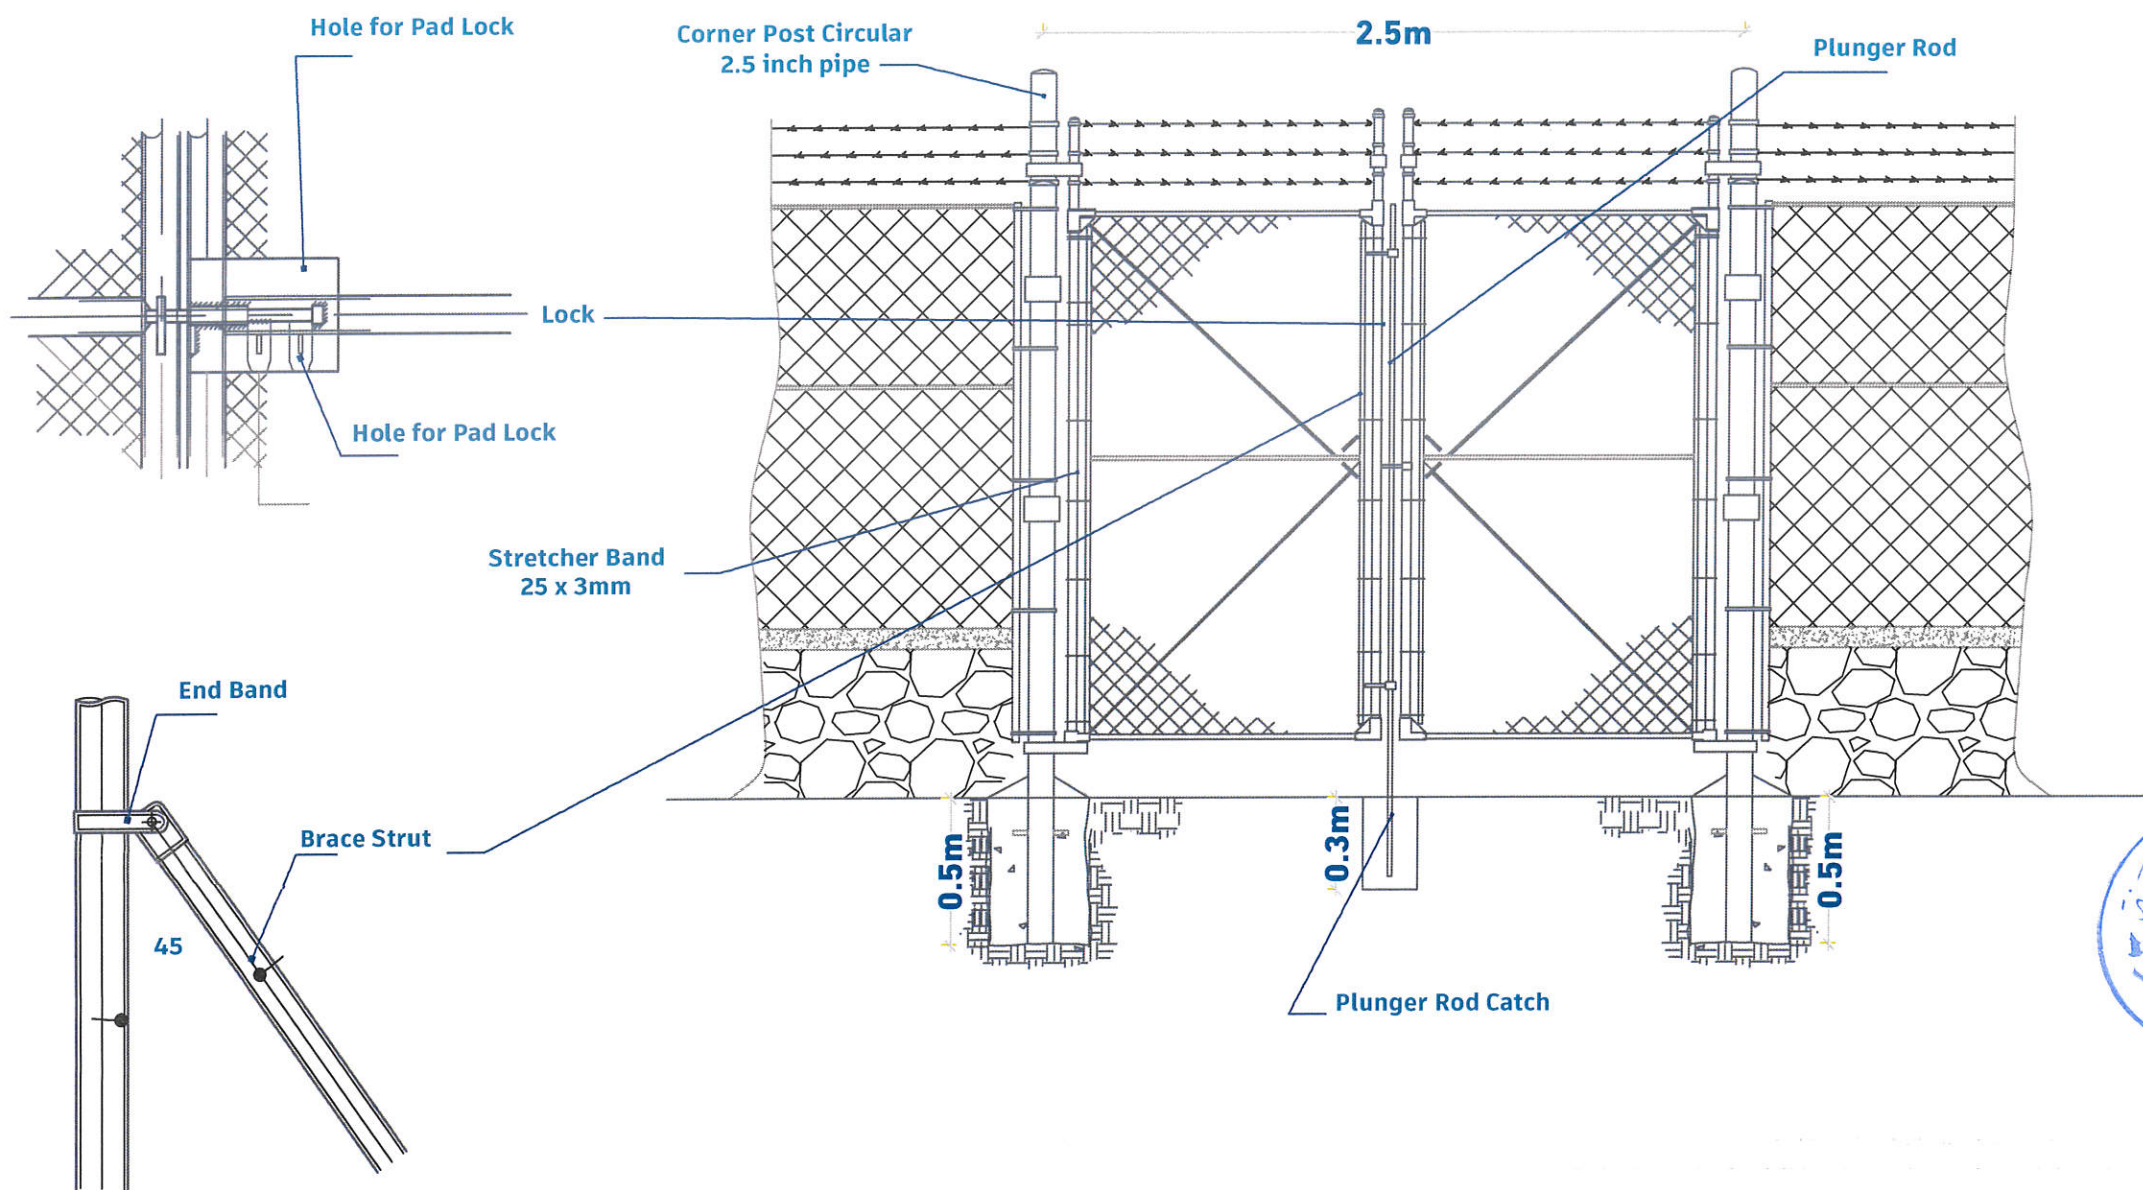 Hole for Pad Lock
Corner Post Circular
2.5 inch pipe
2.5m
Plunger Rod
Lock
Hole for Pad Lock
Stretcher Band
25 x 3mm
End Band
Brace Strut
45
0.5m
0.3m
0.5m
Plunger Rod Catch